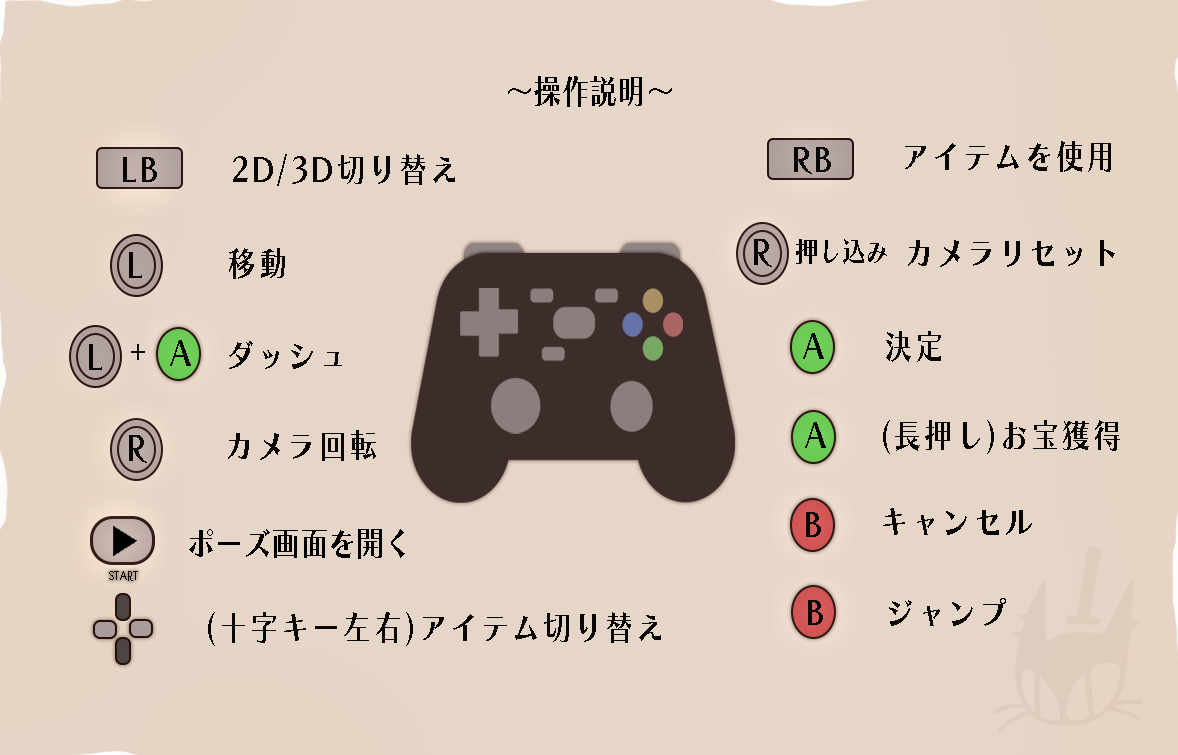 ～操作説明～
LB 2D/3D切り替え
L 移動
L + A ダッシュ
R カメラ回転
START ポーズ画面を開く
(十字キー左右)アイテム切り替え
RB アイテムを使用
R 押し込み カメラリセット
A 決定
A (長押し)お宝獲得
B キャンセル
B ジャンプ